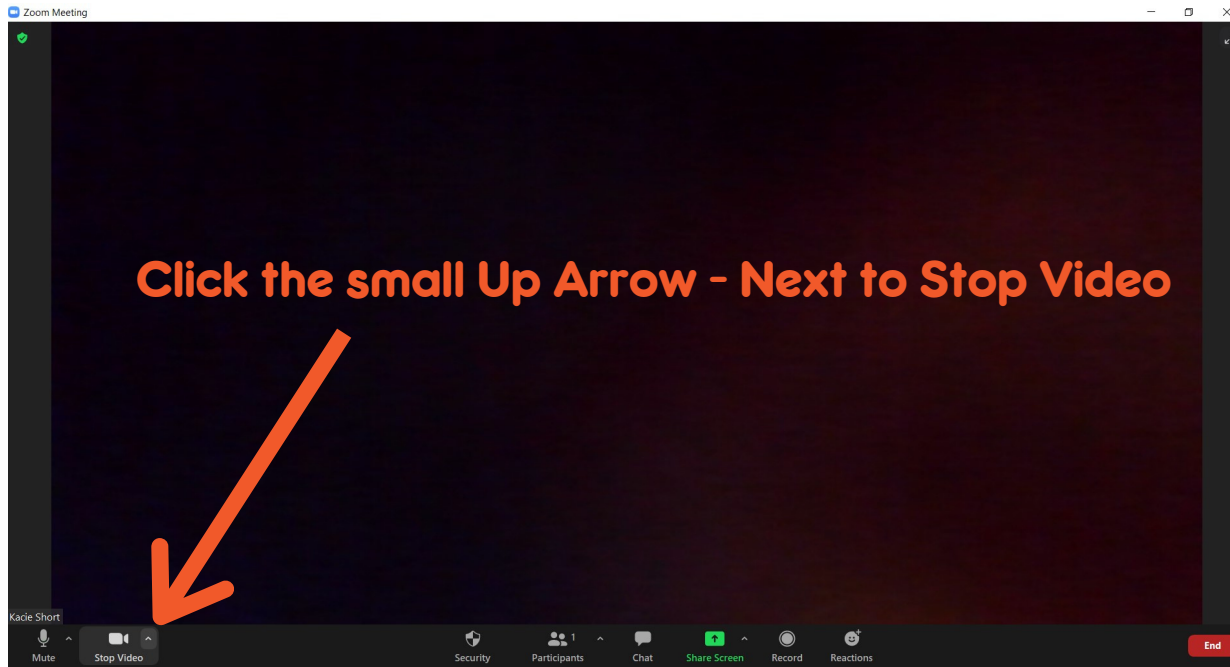 Zoom Meeting
Click the small Up Arrow - Next to Stop Video
Kacie Short
Mute
Stop Video
Security
1
Participants
Chat
Share Screen
Record
Reactions
End